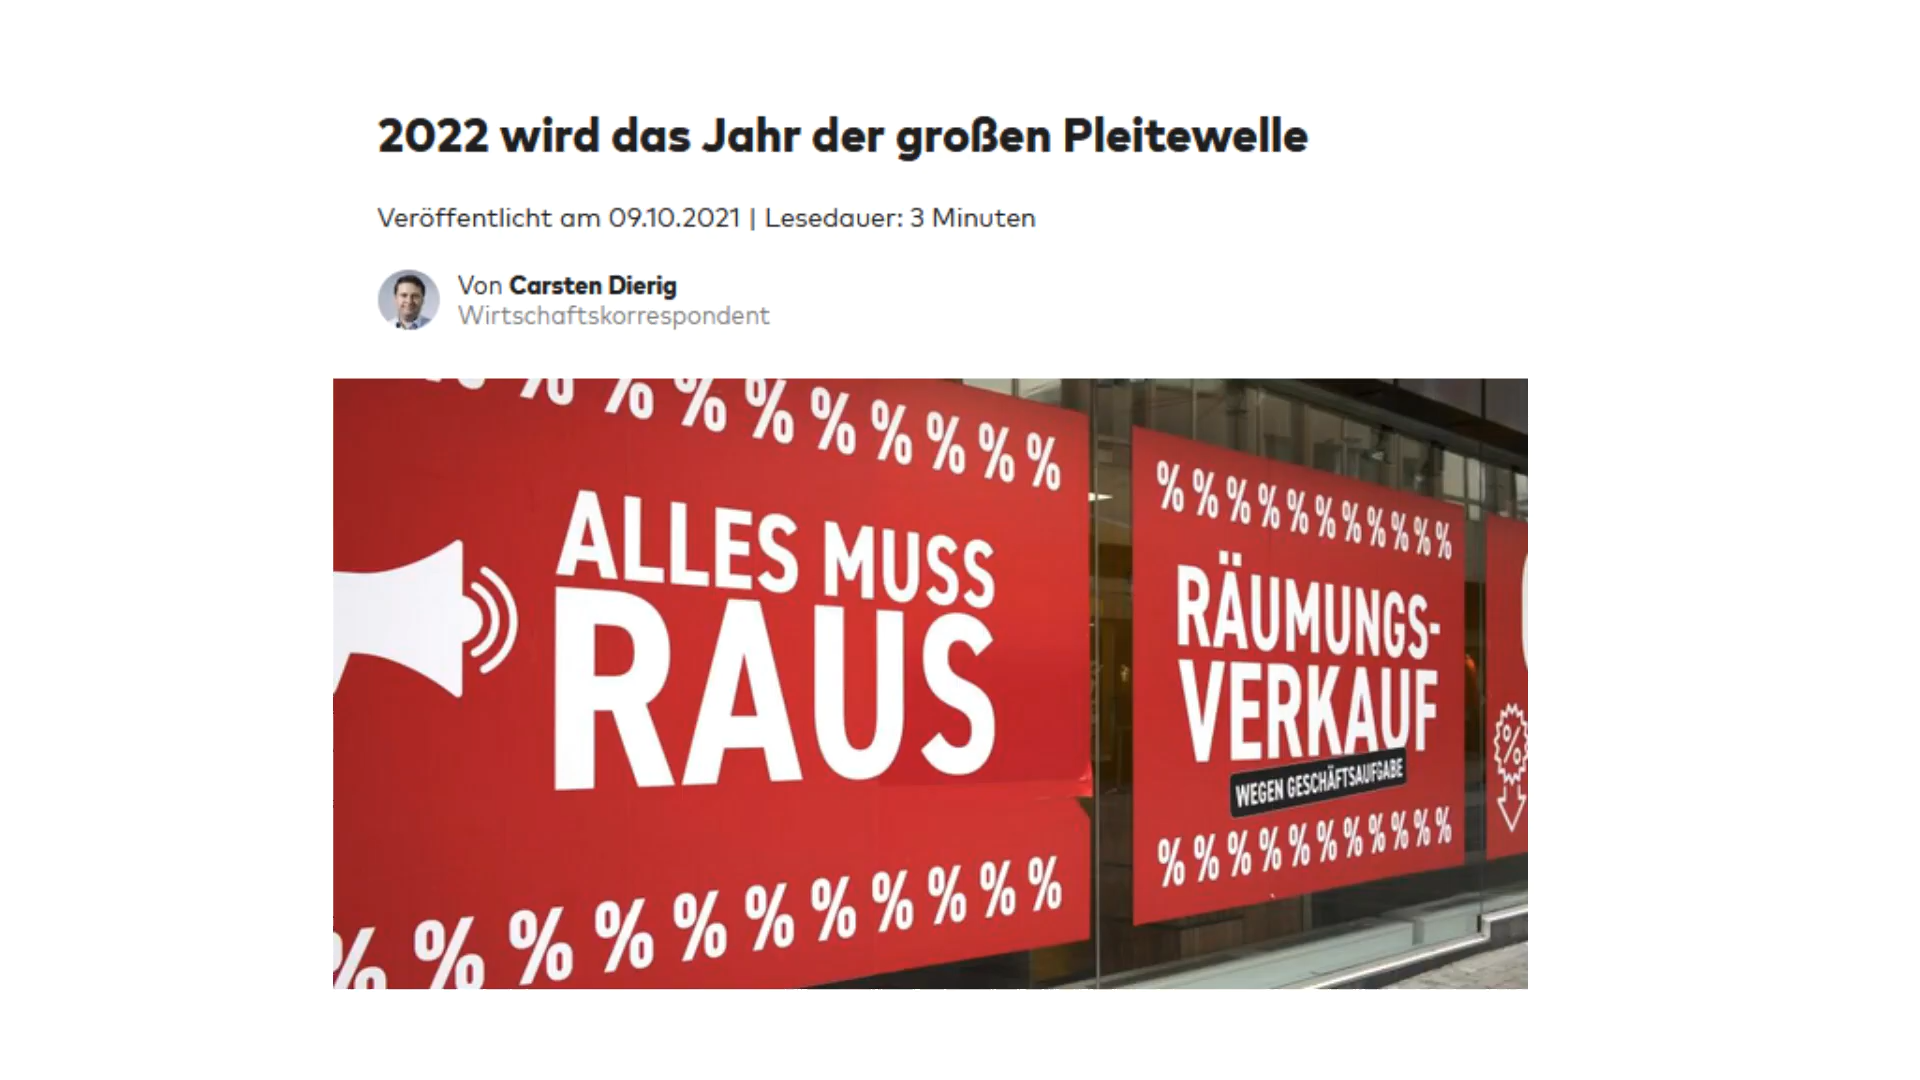 2022 wird das Jahr der großen Pleitewelle
Veröffentlicht am 09.10.2021 | Lesedauer: 3 Minuten
Von Carsten Dierig
Wirtschaftskorrespondent
% % % % % % % % %
ALLES MUSS
RAUS
% % % % % % % % % %
% % % % % % % % % %
RÄUMUNGS-
VERKAUF
WEGEN GESCHÄFTSAUFGABE
% % % % % % % % % %
%